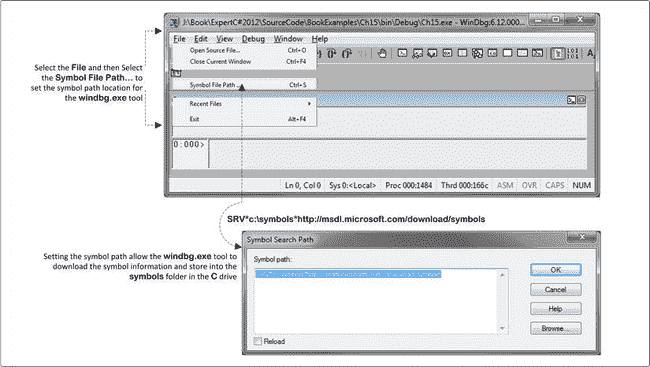 J:\Book\ExpertC#2012\SourceCode\BookExamples\Ch15\bin\Debug\Ch15.exe - WinDbg:6.12.000...
File Edit View Debug Window Help
Open Source File... Ctrl+O
Close Current Window Ctrl+F4
Symbol File Path ... Ctrl+S
Recent Files
Exit Alt+F4
Select the File and then Select
the Symbol File Path... to
set the symbol path location for
the windbg.exe tool
0:000>
Ln 0, Col 0 Sys 0:<Local> Proc 000:1484 Thrd 000:166c ASM OVR CAPS NUM
SRV*c:\symbols*http://msdl.microsoft.com/download/symbols
Setting the symbol path allow the windbg.exe tool to
download the symbol information and store into the
symbols folder in the C drive
Symbol Search Path
Symbol path:
OK
Cancel
Help
Browse...
Reload